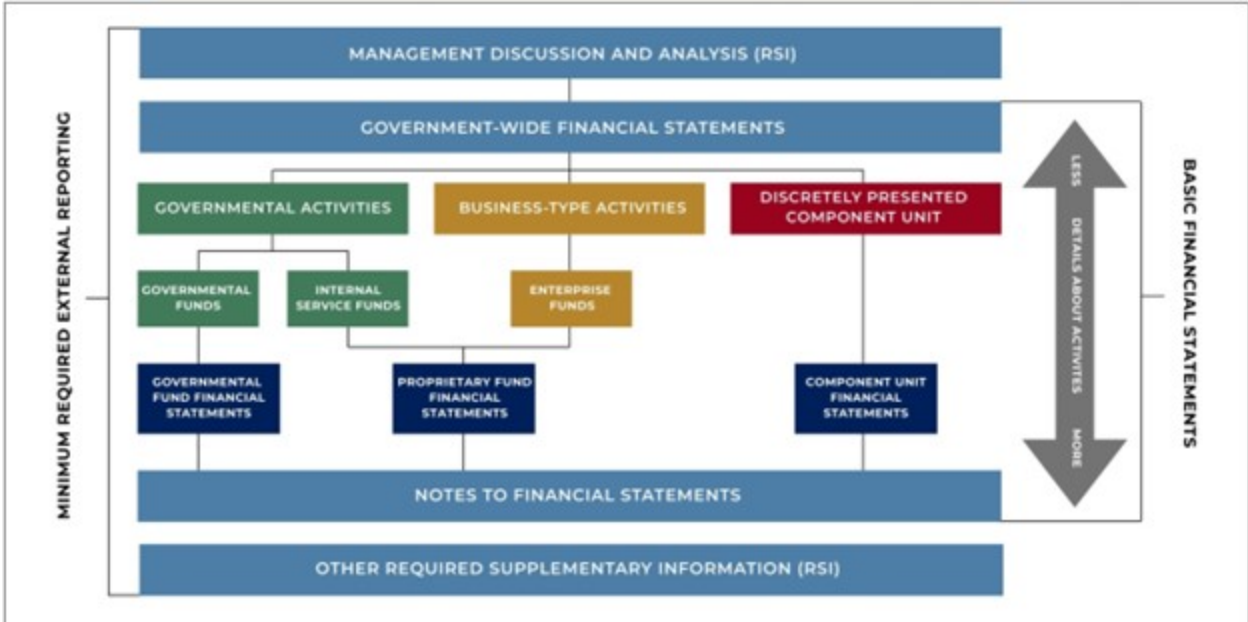 MANAGEMENT DISCUSSION AND ANALYSIS (RSI)
GOVERNMENT-WIDE FINANCIAL STATEMENTS
GOVERNMENTAL ACTIVITIES
BUSINESS-TYPE ACTIVITIES
DISCRETELY PRESENTED
COMPONENT UNIT
GOVERNMENTAL
FUNDS
INTERNAL
SERVICE FUNDS
ENTERPRISE
FUNDS
GOVERNMENTAL
FUND FINANCIAL
STATEMENTS
PROPRIETARY FUND
FINANCIAL
STATEMENTS
COMPONENT UNIT
FINANCIAL
STATEMENTS
NOTES TO FINANCIAL STATEMENTS
OTHER REQUIRED SUPPLEMENTARY INFORMATION (RSI)
MINIMUM REQUIRED EXTERNAL REPORTING
LESS DETAILS ABOUT ACTIVITES MORE
BASIC FINANCIAL STATEMENTS